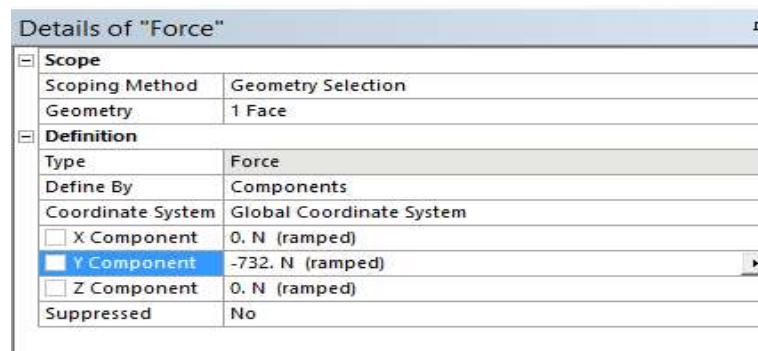 Details of "Force"
Scope
Scoping Method Geometry Selection
Geometry 1 Face
Definition
Type Force
Define By Components
Coordinate System Global Coordinate System
X Component 0. N (ramped)
Y Component -732. N (ramped)
Z Component 0. N (ramped)
Suppressed No